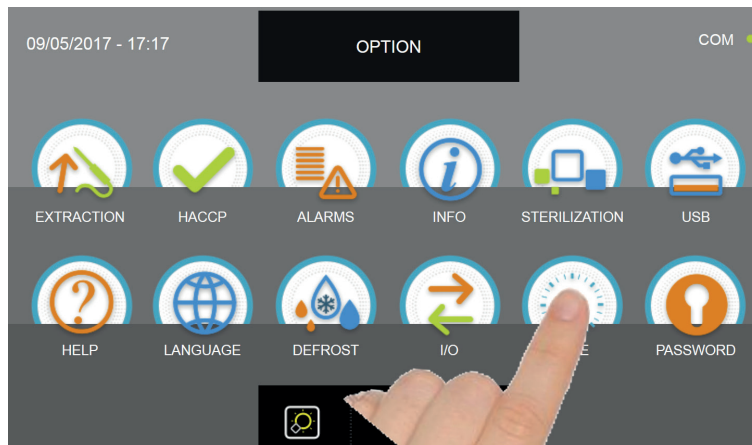 09/05/2017 - 17:17
OPTION
COM
EXTRACTION
HACCP
ALARMS
INFO
STERILIZATION
USB
HELP
LANGUAGE
DEFROST
I/O
PASSWORD